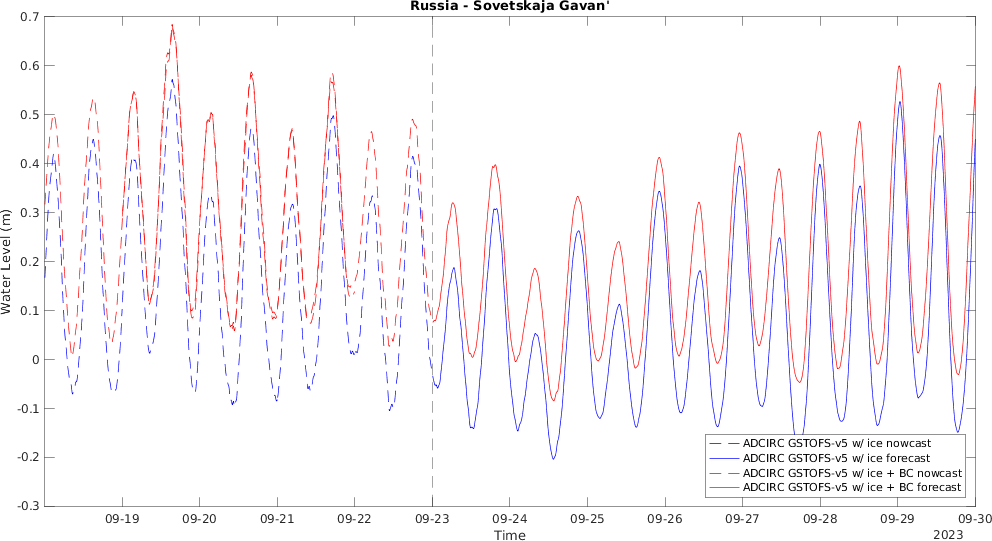 Russia - Sovetskaja Gavan'
0.7
0.6
0.5
0.4
0.3
0.2
0.1
0
-0.1
-0.2
-0.3
Water Level (m)
ADCIRC GSTOFS-v5 w/ ice nowcast
ADCIRC GSTOFS-v5 w/ ice forecast
ADCIRC GSTOFS-v5 w/ ice + BC nowcast
ADCIRC GSTOFS-v5 w/ ice + BC forecast
09-19 09-20 09-21 09-22 09-23 09-24 09-25 09-26 09-27 09-28 09-29 09-30
Time
2023